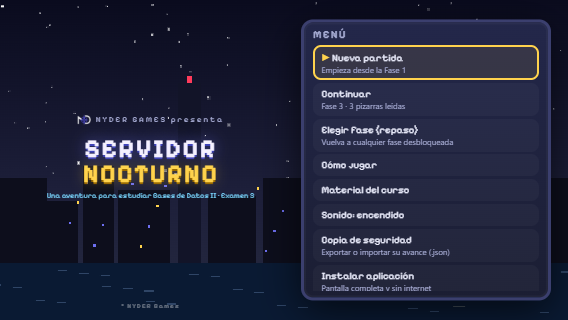 NYDER GAMES presenta
SERVIDOR
NOCTURNO
Una aventura para estudiar Bases de Datos II · Examen 9
* NYDER Games
MENÚ
▶ Nueva partida
Empieza desde la Fase 1
Continuar
Fase 3 · 3 pizarras leídas
Elegir Fase (repaso)
Vuelva a cualquier fase desbloqueada
Cómo jugar
Material del curso
Sonido: encendido
Copia de seguridad
Exportar o importar su avance (.json)
Instalar aplicación
Pantalla completa y sin internet